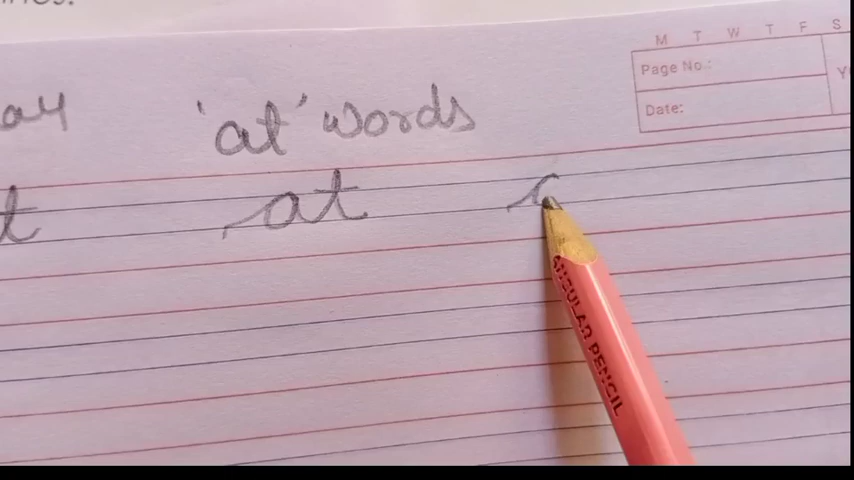 M T W T F S
Page No.:
Date:
'at' words
at
ANGULAR PENCIL